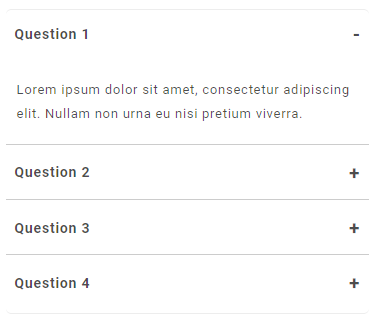 Question 1 -
Lorem ipsum dolor sit amet, consectetur adipiscing
elit. Nullam non urna eu nisi pretium viverra.
Question 2 +
Question 3 +
Question 4 +